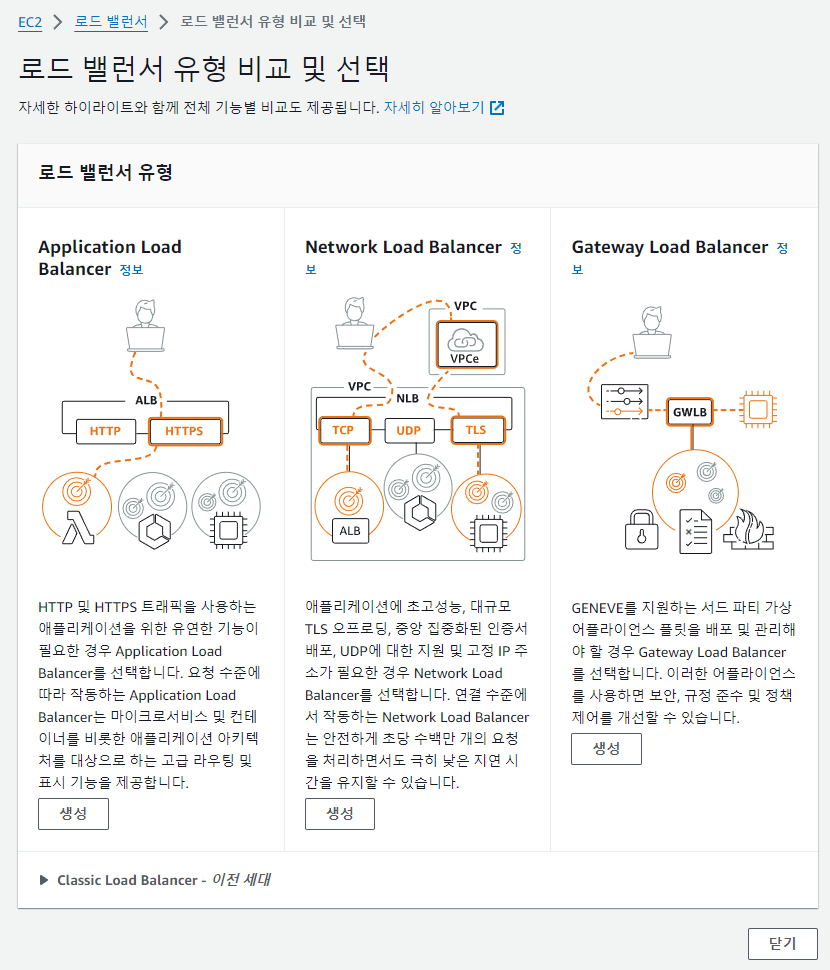 EC2 > 로드 밸런서 > 로드 밸런서 유형 비교 및 선택
로드 밸런서 유형 비교 및 선택
자세한 하이라이트와 함께 전체 기능별 비교도 제공됩니다. 자세히 알아보기
로드 밸런서 유형
Application Load
Balancer 정보
ALB
HTTP HTTPS
HTTP 및 HTTPS 트래픽을 사용하는
애플리케이션을 위한 유연한 기능이
필요한 경우 Application Load
Balancer를 선택합니다. 요청 수준에
따라 작동하는 Application Load
Balancer는 마이크로서비스 및 컨테
이너를 비롯한 애플리케이션 아키텍
처를 대상으로 하는 고급 라우팅 및
표시 기능을 제공합니다.
생성
Network Load Balancer 정
보
VPC
VPCe
VPC
NLB
TCP UDP TLS
ALB
애플리케이션에 초고성능, 대규모
TLS 오프로딩, 중앙 집중화된 인증서
배포, UDP에 대한 지원 및 고정 IP 주
소가 필요한 경우 Network Load
Balancer를 선택합니다. 연결 수준에
서 작동하는 Network Load Balancer
는 안전하게 초당 수백만 개의 요청
을 처리하면서도 극히 낮은 지연 시
간을 유지할 수 있습니다.
생성
Gateway Load Balancer 정
보
GWLB
GENEVE를 지원하는 서드 파티 가상
어플라이언스 플릿을 배포 및 관리해
야 할 경우 Gateway Load Balancer
를 선택합니다. 이러한 어플라이언스
를 사용하면 보안, 규정 준수 및 정책
제어를 개선할 수 있습니다.
생성
Classic Load Balancer - 이전 세대
닫기